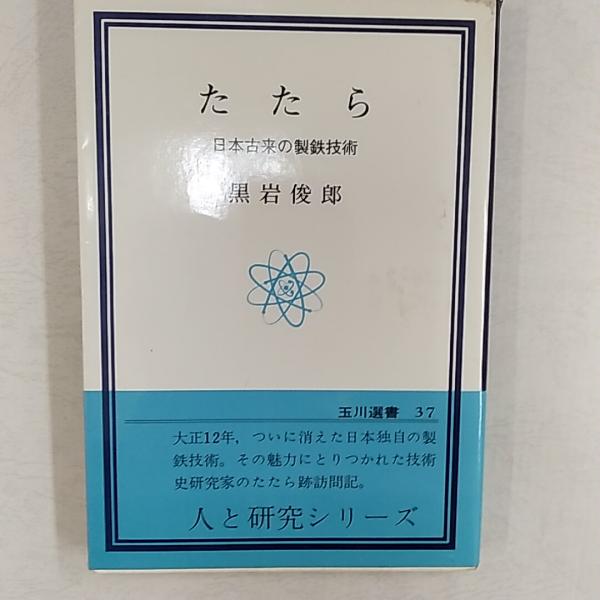 たたら
日本古来の製鉄技術
黒岩俊郎
玉川選書 37
大正12年，ついに消えた日本独自の製
鉄技術。その魅力にとりつかれた技術
史研究家のたたら跡訪問記。
人と研究シリーズ